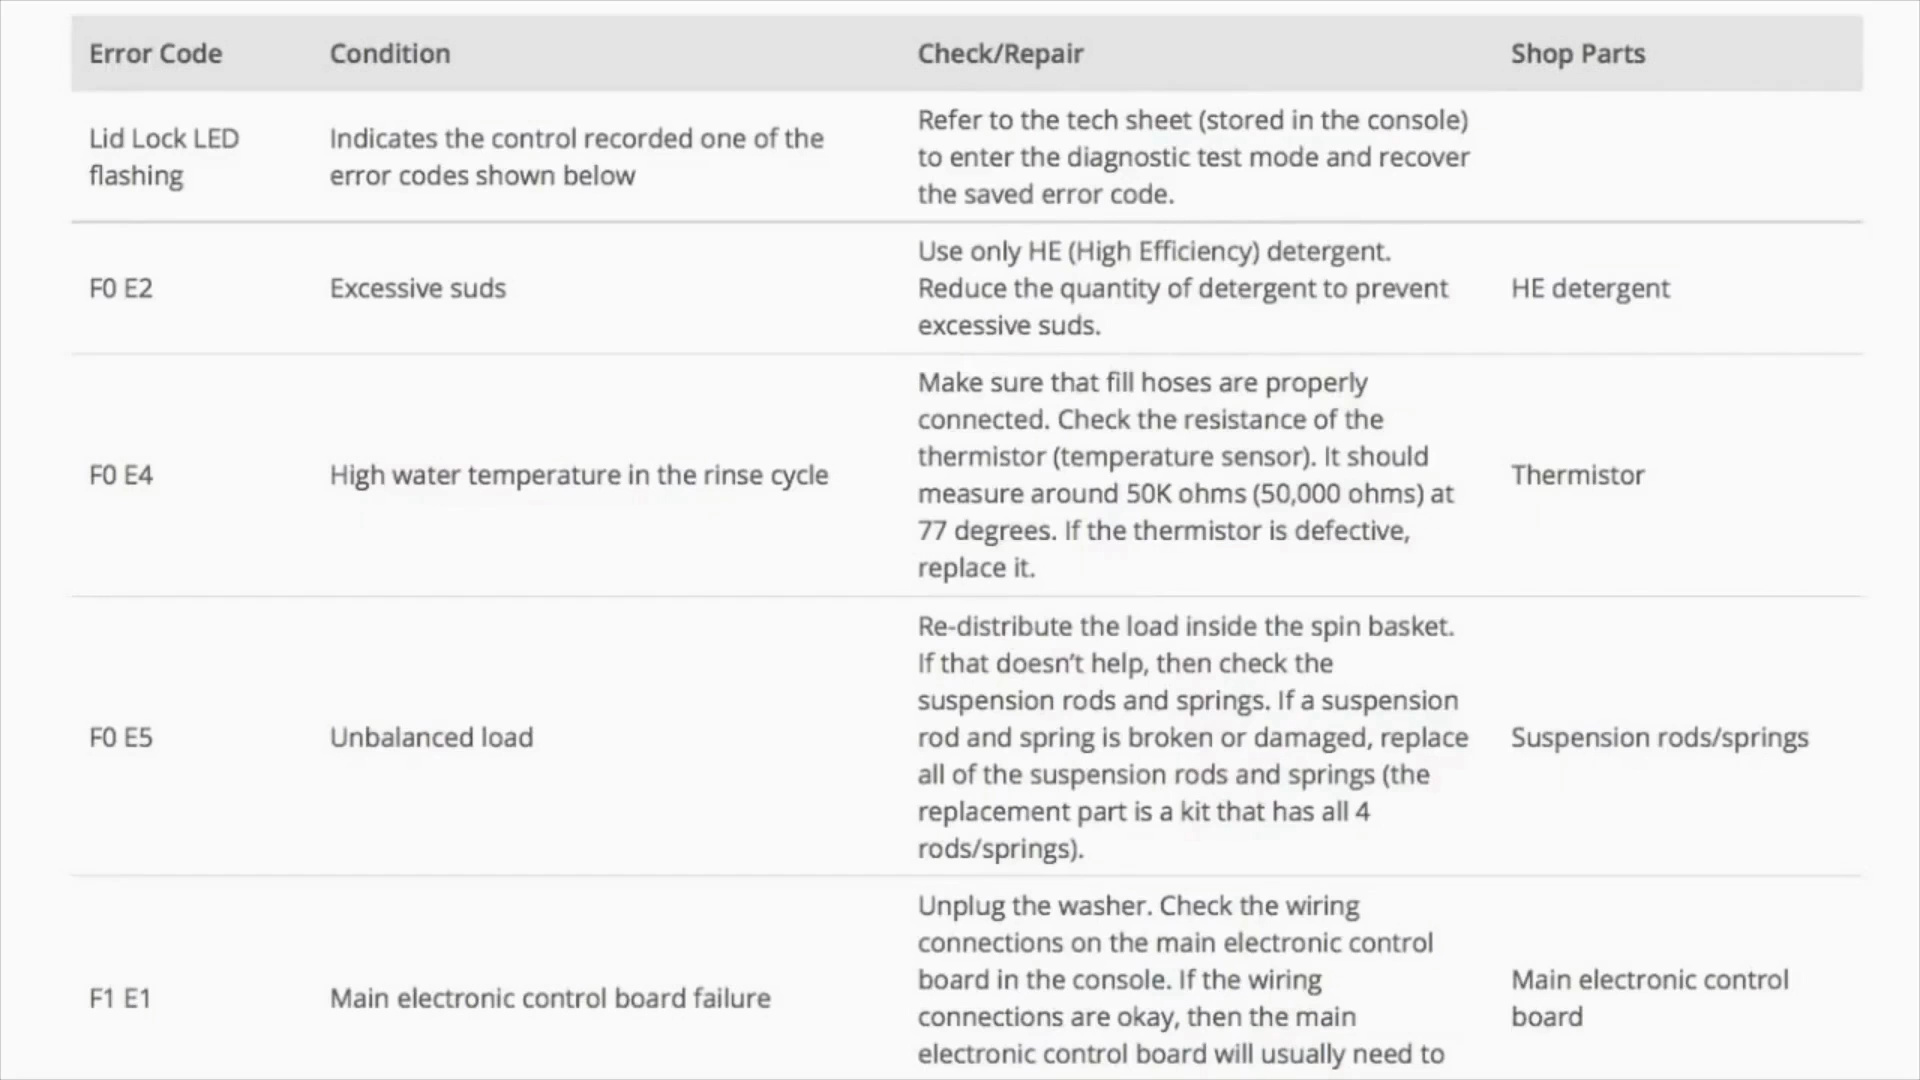 Error Code Condition Check/Repair Shop Parts
Lid Lock LED
flashing
Indicates the control recorded one of the
error codes shown below
Refer to the tech sheet (stored in the console)
to enter the diagnostic test mode and recover
the saved error code.
F0 E2
Excessive suds
Use only HE (High Efficiency) detergent.
Reduce the quantity of detergent to prevent
excessive suds.
HE detergent
F0 E4
High water temperature in the rinse cycle
Make sure that fill hoses are properly
connected. Check the resistance of the
thermistor (temperature sensor). It should
measure around 50K ohms (50,000 ohms) at
77 degrees. If the thermistor is defective,
replace it.
Thermistor
F0 E5
Unbalanced load
Re-distribute the load inside the spin basket.
If that doesn’t help, then check the
suspension rods and springs. If a suspension
rod and spring is broken or damaged, replace
all of the suspension rods and springs (the
replacement part is a kit that has all 4
rods/springs).
Suspension rods/springs
F1 E1
Main electronic control board failure
Unplug the washer. Check the wiring
connections on the main electronic control
board in the console. If the wiring
connections are okay, then the main
electronic control board will usually need to
Main electronic control
board